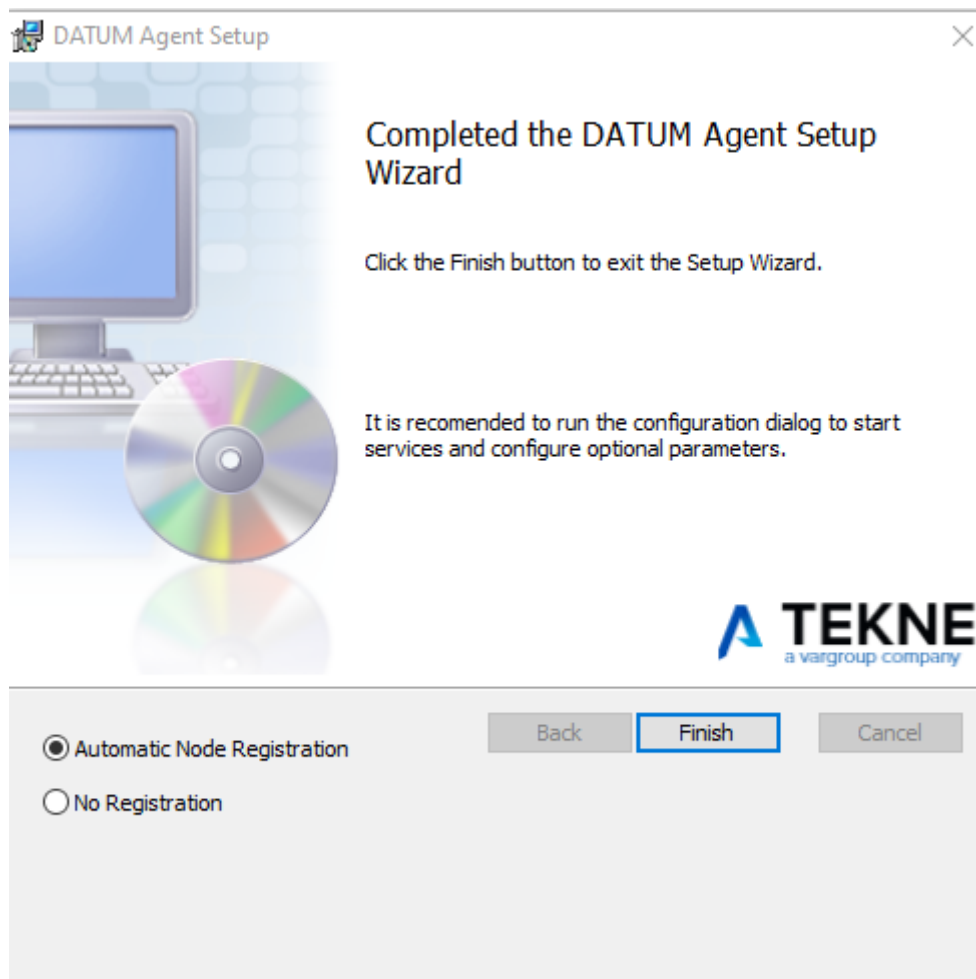 DATUM Agent Setup
Completed the DATUM Agent Setup
Wizard
Click the Finish button to exit the Setup Wizard.
It is recomended to run the configuration dialog to start
services and configure optional parameters.
TEKNE
a vargroup company
Back
Finish
Cancel
Automatic Node Registration
No Registration